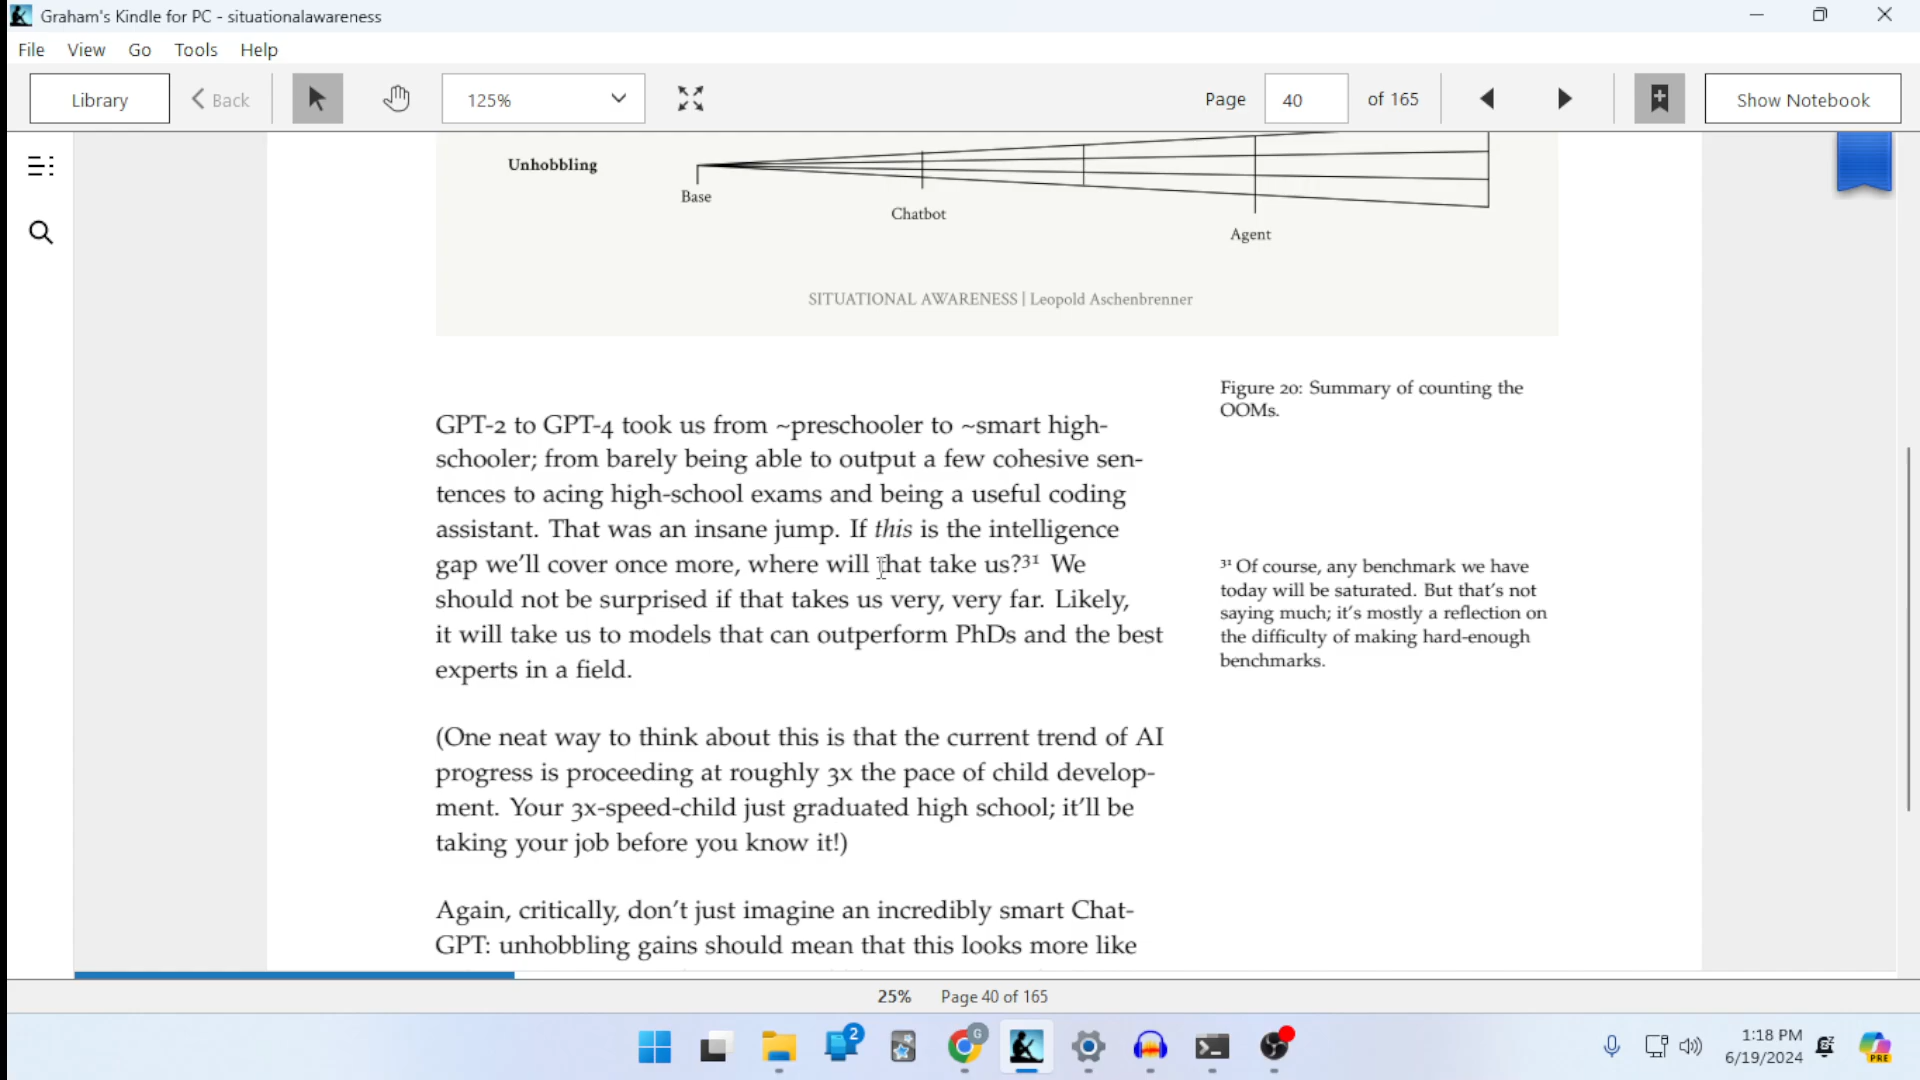 Graham's Kindle for PC - situationalawareness
File View Go Tools Help
Library Back 125% Page 40 of 165 Show Notebook
Unhobbling
Base
Chatbot
Agent
SITUATIONAL AWARENESS | Leopold Aschenbrenner
Figure 20: Summary of counting the
OOMs.
GPT-2 to GPT-4 took us from ~preschooler to ~smart high-
schooler; from barely being able to output a few cohesive sen-
tences to acing high-school exams and being a useful coding
assistant. That was an insane jump. If this is the intelligence
gap we'll cover once more, where will that take us?³¹ We
should not be surprised if that takes us very, very far. Likely,
it will take us to models that can outperform PhDs and the best
experts in a field.
³¹ Of course, any benchmark we have
today will be saturated. But that's not
saying much; it's mostly a reflection on
the difficulty of making hard-enough
benchmarks.
(One neat way to think about this is that the current trend of AI
progress is proceeding at roughly 3x the pace of child develop-
ment. Your 3x-speed-child just graduated high school; it'll be
taking your job before you know it!)
Again, critically, don't just imagine an incredibly smart Chat-
GPT: unhobbling gains should mean that this looks more like
25% Page 40 of 165
2
G
1:18 PM
6/19/2024
PRE